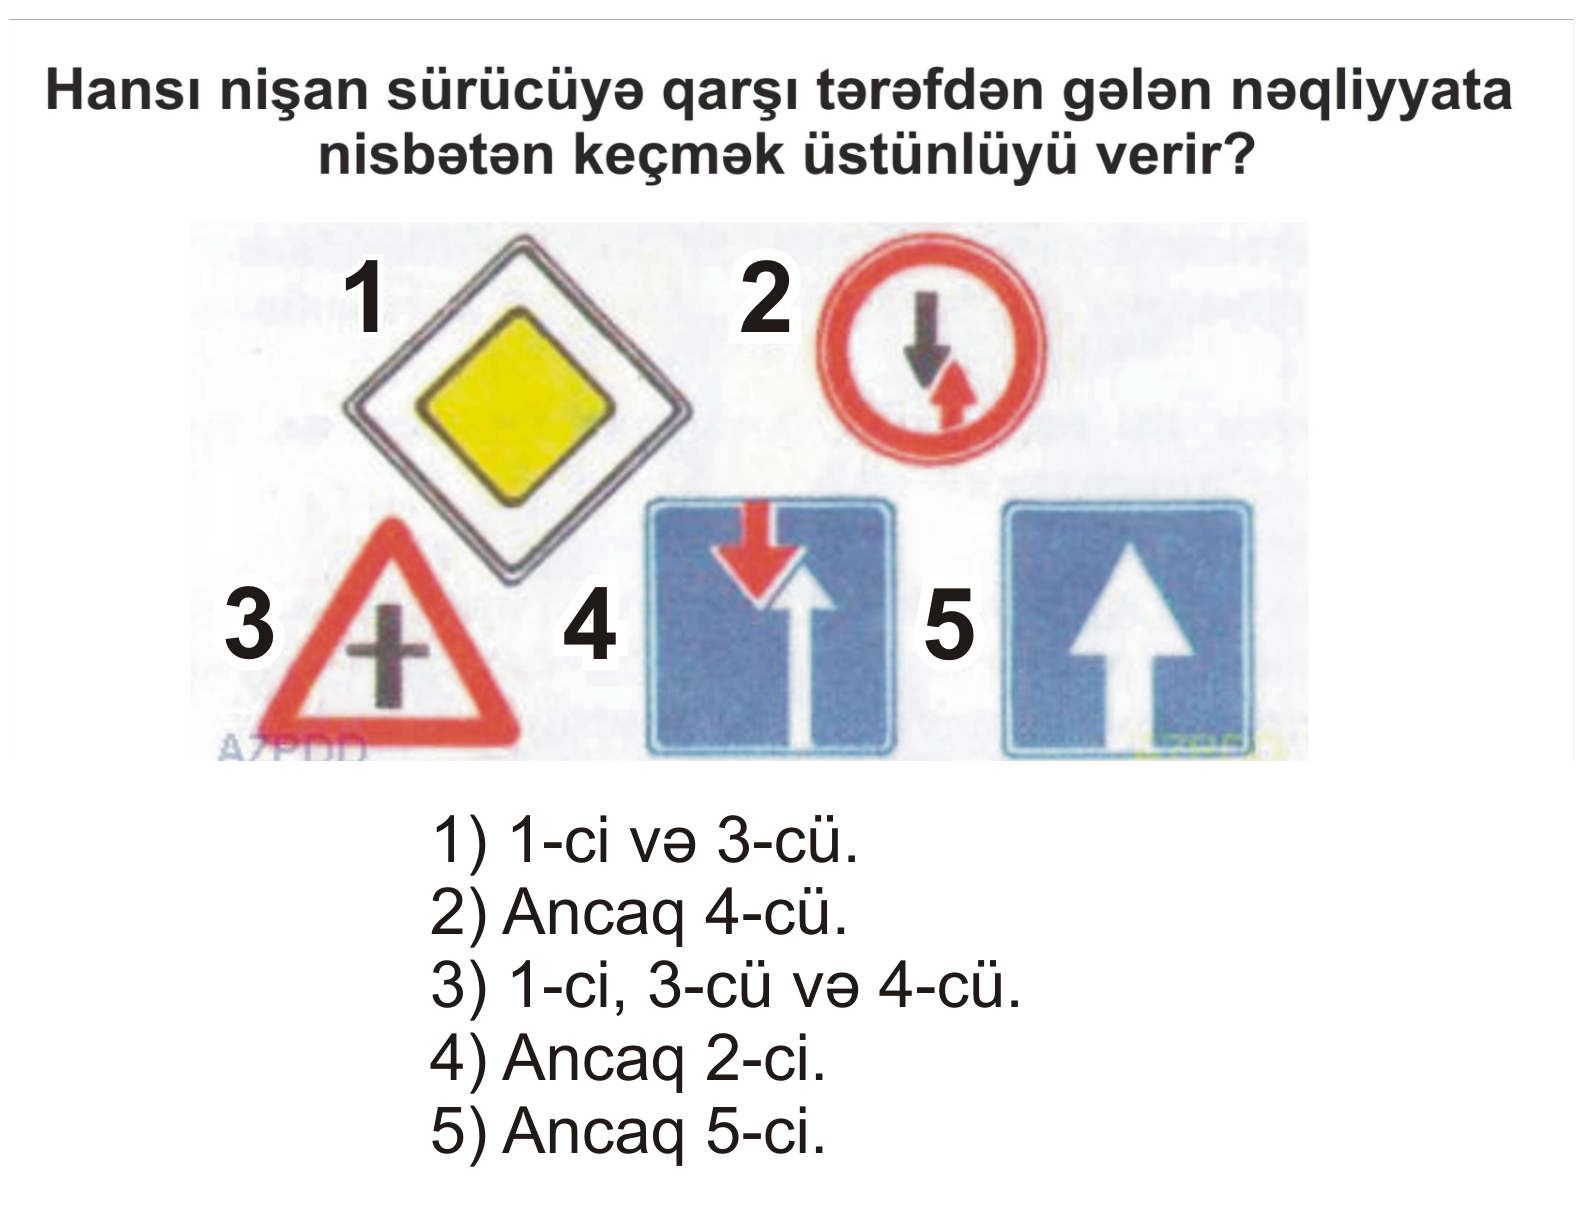 Hansı nişan sürücüyə qarşı tərəfdən gələn nəqliyyata
nisbətən keçmək üstünlüyü verir?
1
2
3
4
5
AZPDD
AZPDD
1) 1-ci və 3-cü.
2) Ancaq 4-cü.
3) 1-ci, 3-cü və 4-cü.
4) Ancaq 2-ci.
5) Ancaq 5-ci.